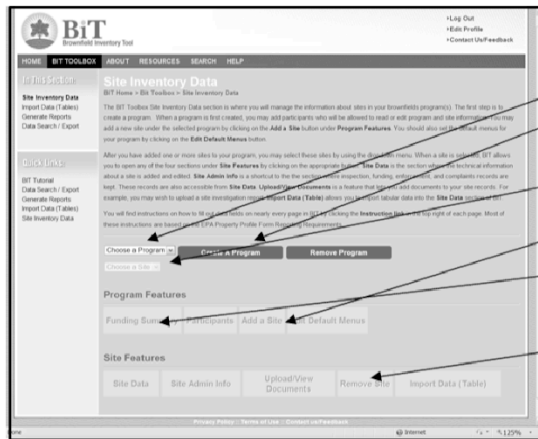 BiT
Brownfield Inventory Tool
Log Out
Edit Profile
Contact Us/Feedback
HOME BIT TOOLBOX ABOUT RESOURCES SEARCH HELP
In This Section:
Site Inventory Data
Import Data (Tables)
Generate Reports
Data Search / Export
Quick Links:
BIT Tutorial
Data Search / Export
Generate Reports
Import Data (Tables)
Site Inventory Data
Site Inventory Data
BIT Home > Bit Toolbox > Site Inventory Data
The BIT Toolbox Site Inventory Data section is where you will manage the information about sites in your Brownfields program(s). The first step is to
create a program. When a program is first created, you may add participants who will be allowed to read or edit program and site information. You may
add a new site under the selected program by clicking on the Add a Site button under Program Features. You should also set the default menus for
your program by clicking on the Edit Default Menus button.
After you have added one or more sites to your program, you may select these sites by using the drop down menu. When a site is selected, BIT allows
you to open any of the four sections under Site Features by clicking on the appropriate button. Site Data is the section where the technical information
about a site is added and edited. Site Admin Info is a shortcut to the the section where inspection, funding, enforcement, and complaints records are
kept. These records are also accessible from Site Data. Upload/View Documents is a feature that lets you add documents to your site records. For
example, you may wish to upload a site investigation report. Import Data (Table) allows you to import tabular data into the Site Data section of BIT.
You will find instructions on how to fill out data fields on nearly every page in BIT by clicking the Instruction link in the top right of each page. Most of
these instructions are based on the EPA Property Profile Form Reporting Requirements.
Choose a Program Create a Program Remove Program
Choose a Site
Program Features
Funding Summary Participants Add a Site Edit Default Menus
Site Features
Site Data Site Admin Info Upload/View Documents Remove Site Import Data (Table)
Privacy Policy | Terms of Use | Contact us/Feedback
Internet 125%